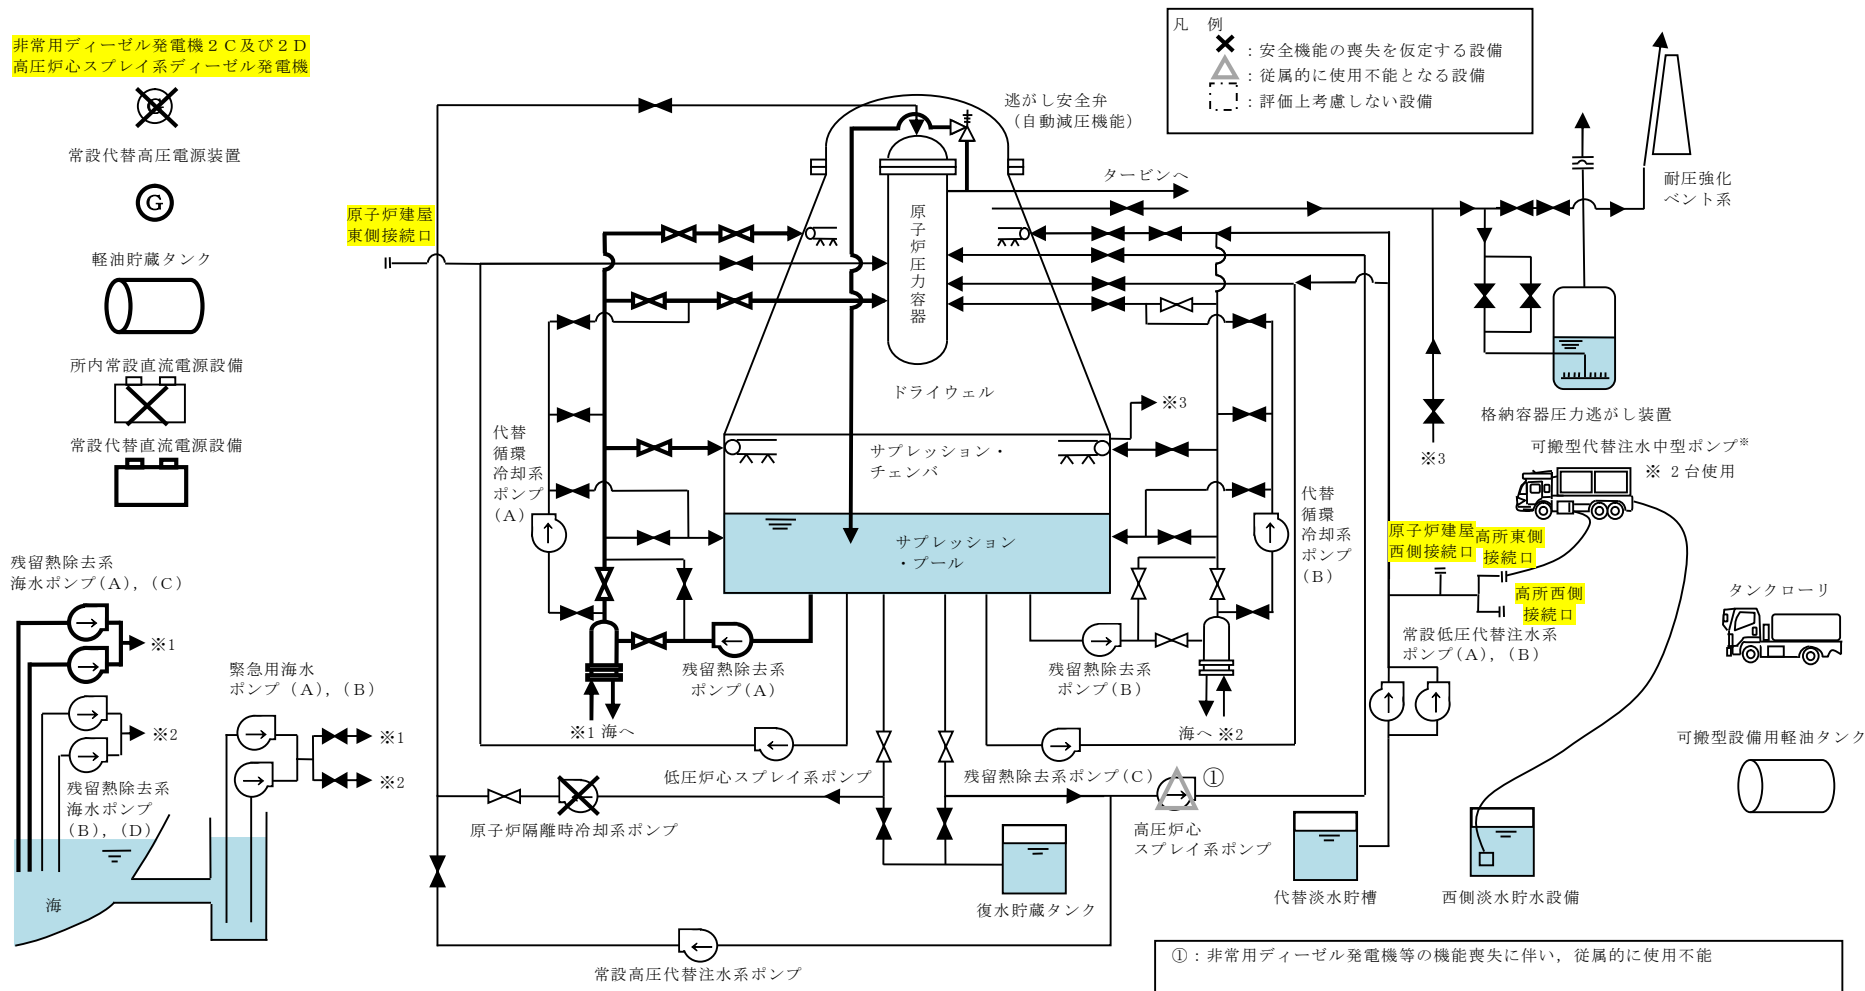 非常用ディーゼル発電機２Ｃ及び２Ｄ
高圧炉心スプレイ系ディーゼル発電機
G
常設代替高圧電源装置
G
軽油貯蔵タンク
所内常設直流電源設備
常設代替直流電源設備
凡　例
：安全機能の喪失を仮定する設備
：従属的に使用不能となる設備
：評価上考慮しない設備
逃がし安全弁
（自動減圧機能）
原子炉建屋
東側接続口
タービンへ
耐圧強化
ベント系
原子炉圧力容器
ドライウェル
※3
サプレッション・
チェンバ
サプレッション
・プール
代替
循環
冷却系
ポンプ
(A)
代替
循環
冷却系
ポンプ
(B)
※3
格納容器圧力逃がし装置
可搬型代替注水中型ポンプ※
※ 2台使用
原子炉建屋
西側接続口
高所東側
接続口
高所西側
接続口
タンクローリ
常設低圧代替注水系
ポンプ(A)，(B)
可搬型設備用軽油タンク
残留熱除去系
海水ポンプ(A)，(C)
※1
※2
残留熱除去系
海水ポンプ
(B)，(D)
緊急用海水
ポンプ（A），（B）
※1
※2
海
残留熱除去系
ポンプ(A)
※1 海へ
残留熱除去系
ポンプ(B)
海へ ※2
低圧炉心スプレイ系ポンプ
残留熱除去系ポンプ(C)
①
原子炉隔離時冷却系ポンプ
高圧炉心
スプレイ系ポンプ
復水貯蔵タンク
代替淡水貯槽
西側淡水貯水設備
常設高圧代替注水系ポンプ
①：非常用ディーゼル発電機等の機能喪失に伴い，従属的に使用不能